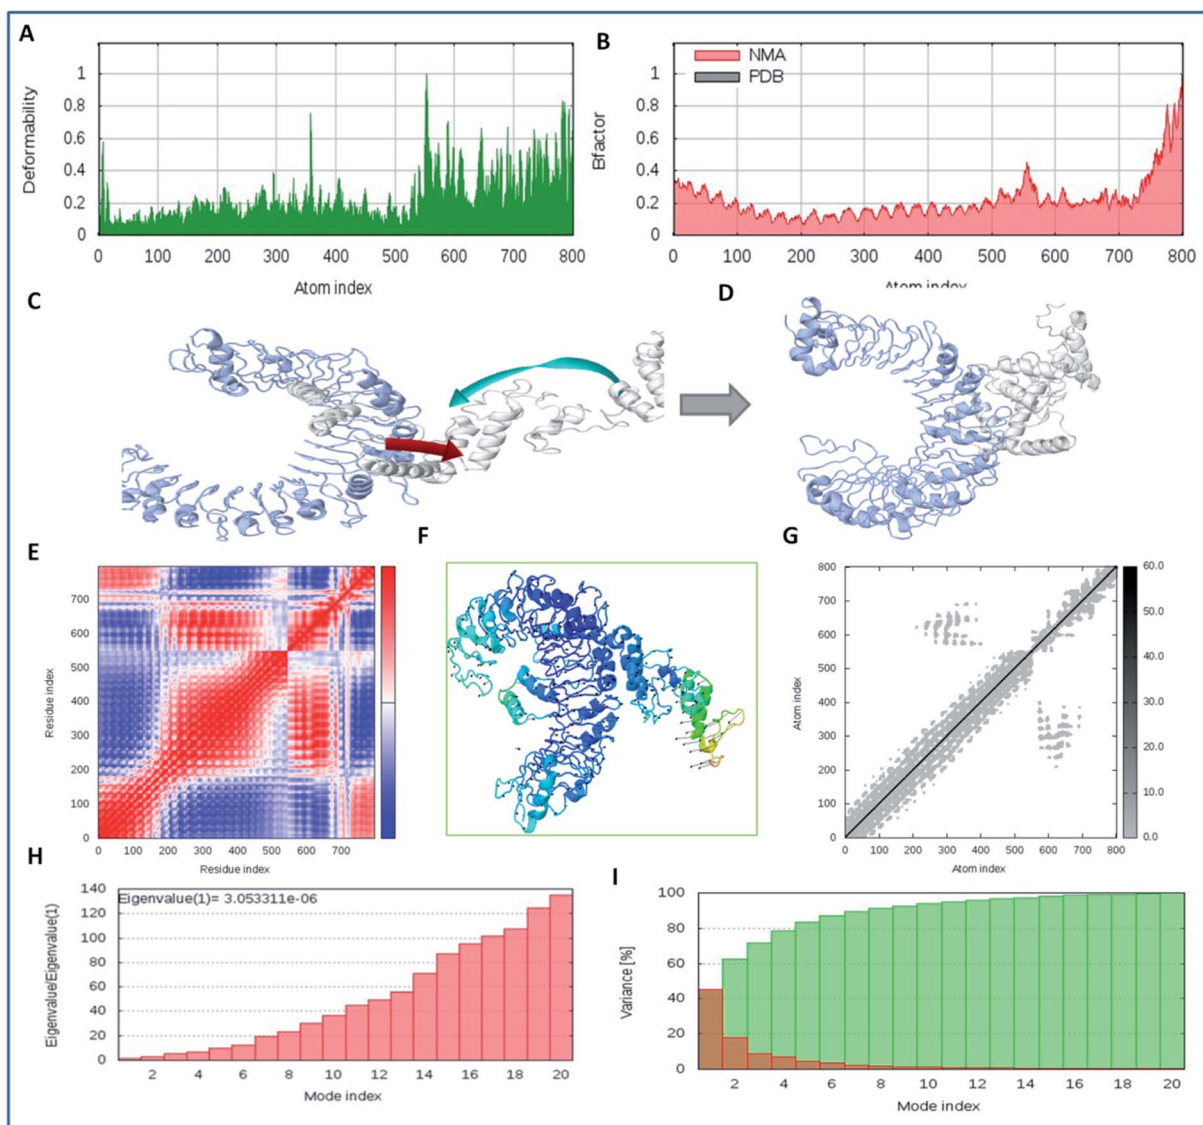 A
B
Deformability
1
0.8
0.6
0.4
0.2
0
0 100 200 300 400 500 600 700 800
Atom index
NMA
PDB
Bfactor
1
0.8
0.6
0.4
0.2
0
0 100 200 300 400 500 600 700 800
Atom index
C
D
E
Residue index
700
600
500
400
300
200
100
0
0 100 200 300 400 500 600 700
Residue index
F
G
Atom index
800
700
600
500
400
300
200
100
0
0 100 200 300 400 500 600 700 800
Atom index
60.0
50.0
40.0
30.0
20.0
10.0
0.0
H
Eigenvalue(1)= 3.053311e-06
Eigenvalue/Eigenvalue(1)
140
120
100
80
60
40
20
0
2 4 6 8 10 12 14 16 18 20
Mode index
I
Variance [%]
100
80
60
40
20
0
2 4 6 8 10 12 14 16 18 20
Mode index